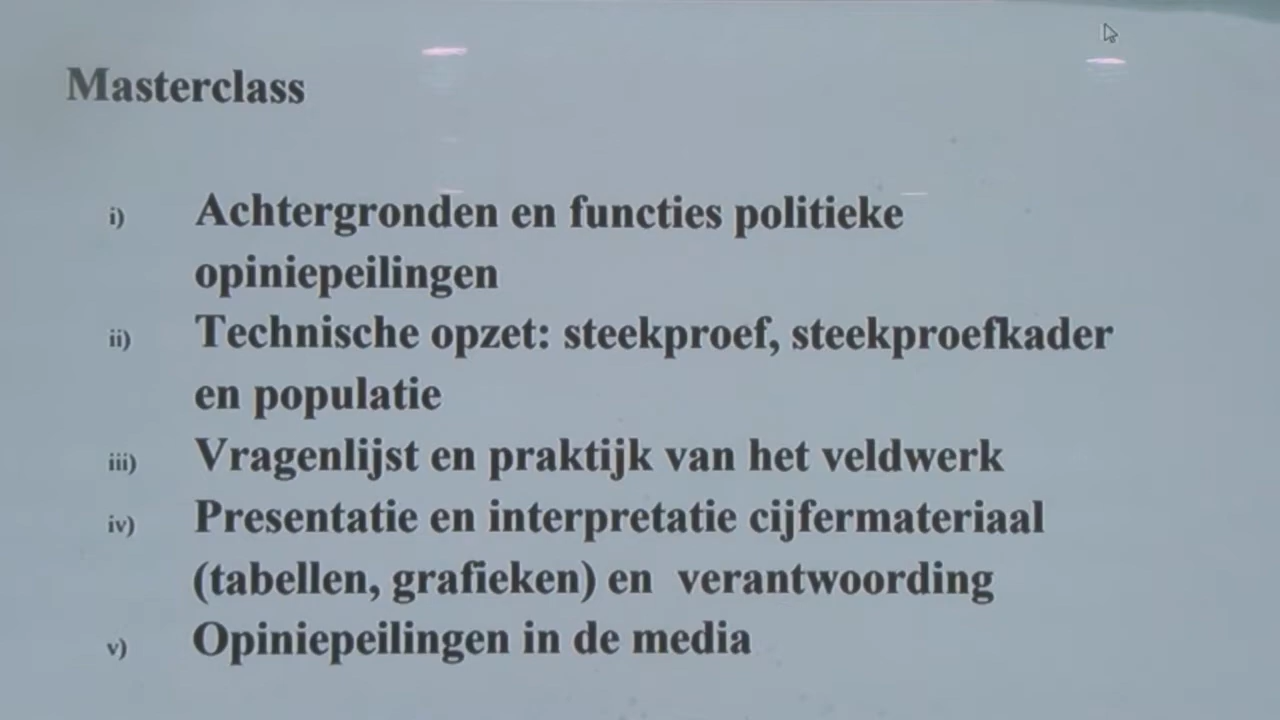 Masterclass
i) Achtergronden en functies politieke
opiniepeilingen
ii) Technische opzet: steekproef, steekproefkader
en populatie
iii) Vragenlijst en praktijk van het veldwerk
iv) Presentatie en interpretatie cijfermateriaal
(tabellen, grafieken) en verantwoording
v) Opiniepeilingen in de media